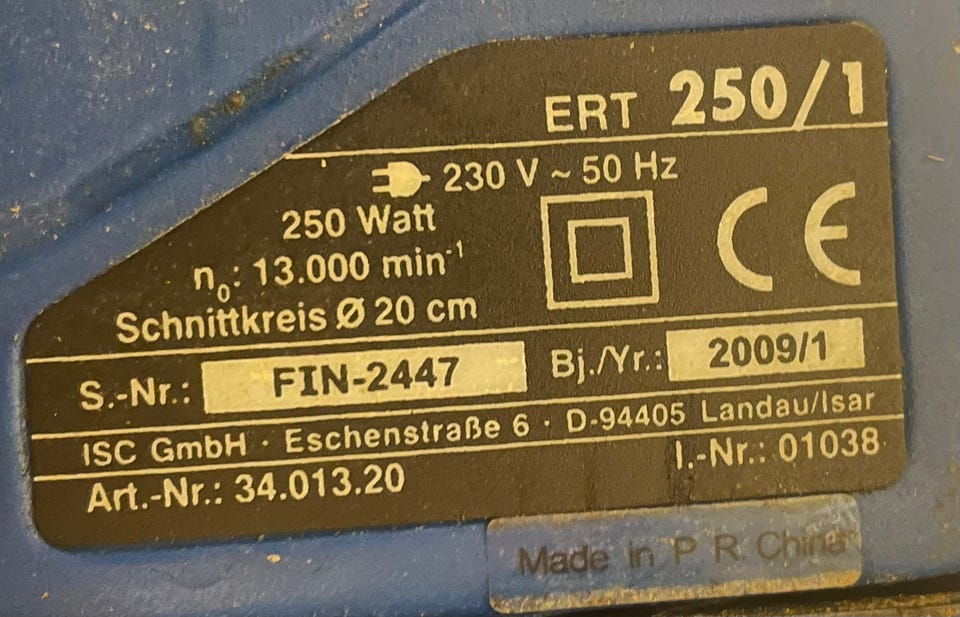 ERT 250/1
230 V ~ 50 Hz
250 Watt
n₀: 13.000 min⁻¹
Schnittkreis Ø 20 cm
CE
S.-Nr.: FIN-2447 Bj./Yr.: 2009/1
ISC GmbH · Eschenstraße 6 · D-94405 Landau/Isar
Art.-Nr.: 34.013.20 I.-Nr.: 01038
Made in P R China